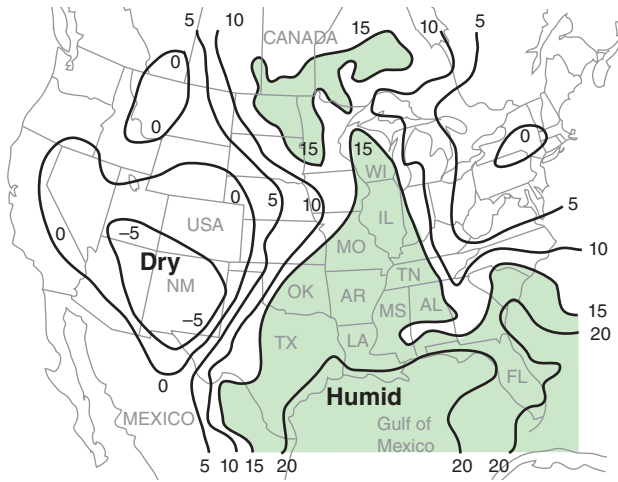 5 10 CANADA 15 10 5
0
0
15 15
0
WI
0 5 10
USA IL
5
0 −5
MO
10
Dry
NM TN
OK AR MS AL
−5
15
TX LA 20
0
FL
Humid
MEXICO Gulf of
Mexico
5 10 15 20 20 20